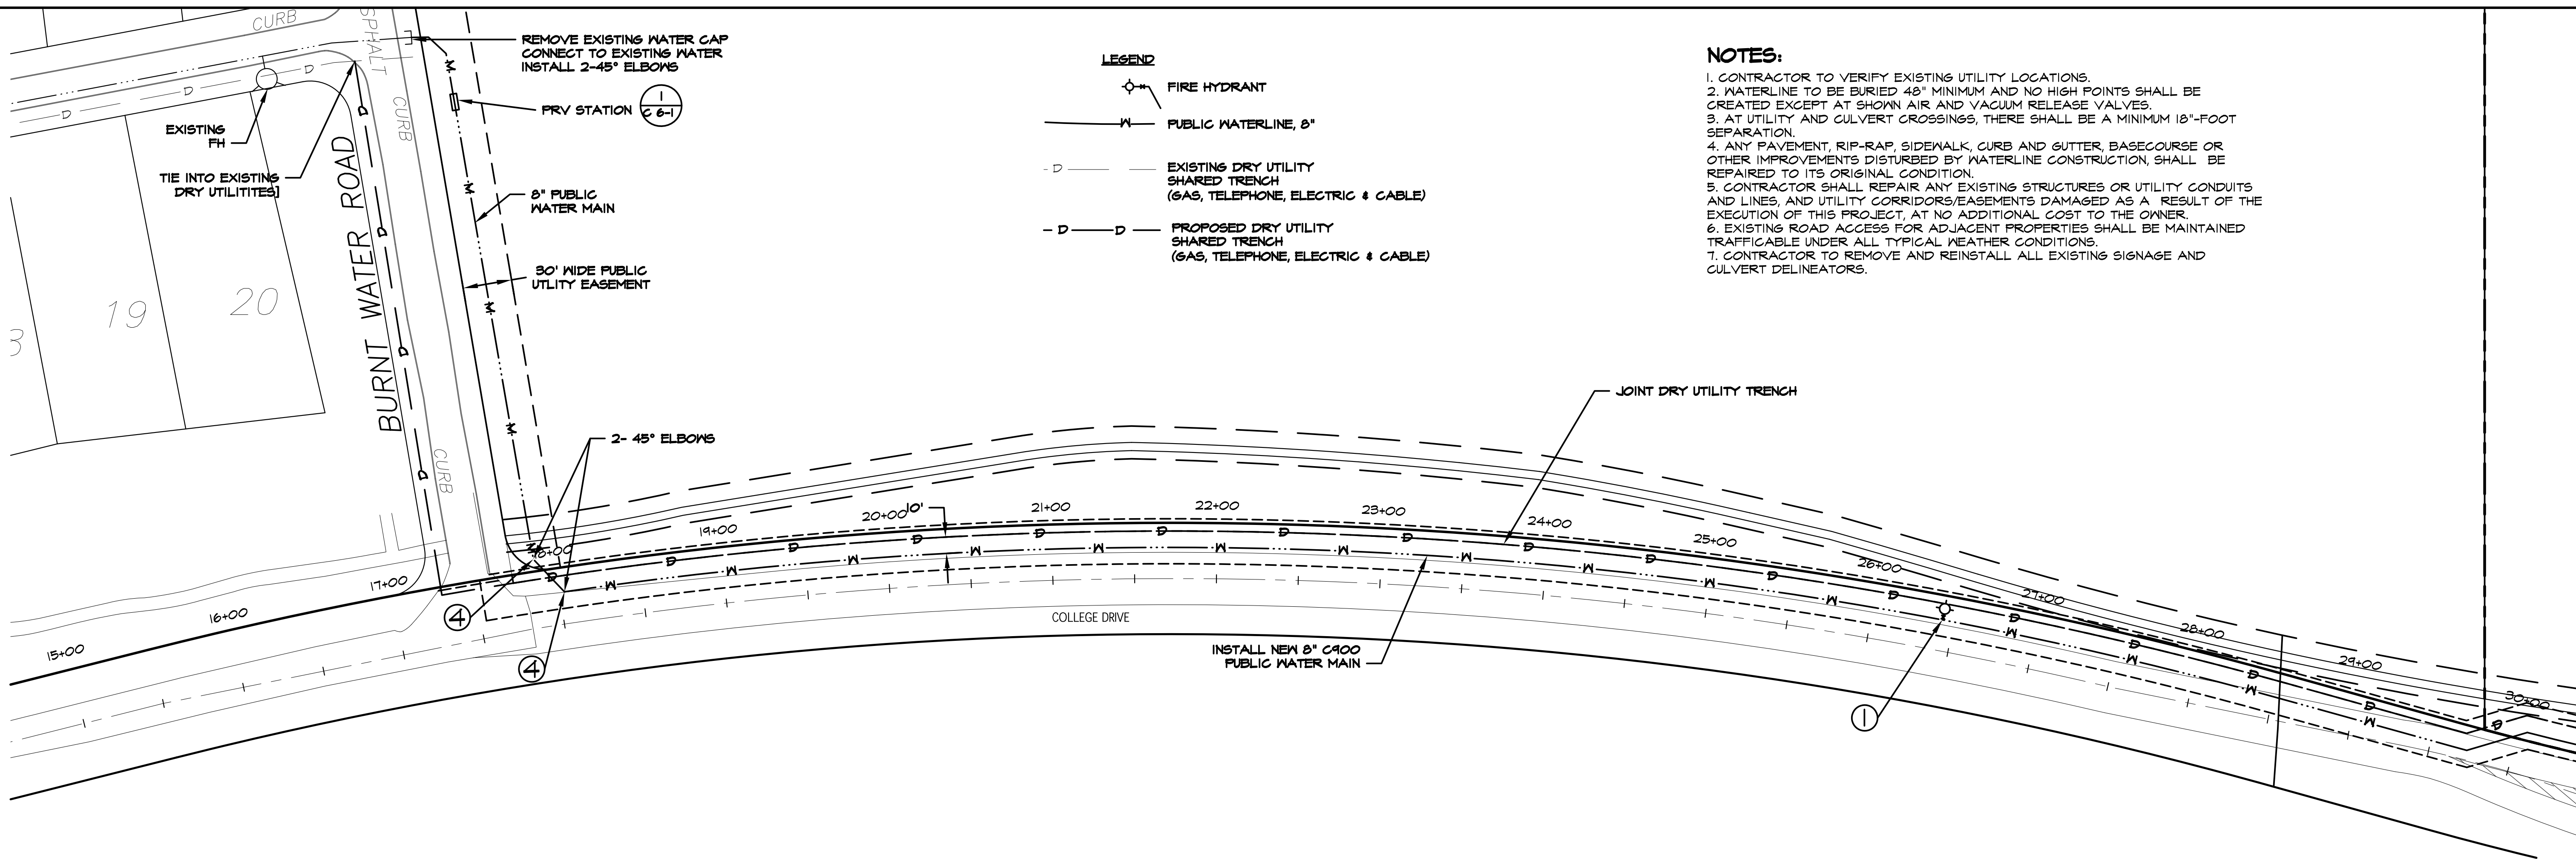 CURB
SPHALT
CURB
REMOVE EXISTING WATER CAP
CONNECT TO EXISTING WATER
INSTALL 2-45° ELBOWS
PRV STATION
1
C 6-1
EXISTING
FH
TIE INTO EXISTING
DRY UTILITITES]
BURNT WATER ROAD
8" PUBLIC
WATER MAIN
30' WIDE PUBLIC
UTLITY EASEMENT
3
19
20
CURB
2- 45° ELBOWS
LEGEND
FIRE HYDRANT
W
PUBLIC WATERLINE, 8"
D
EXISTING DRY UTILITY
SHARED TRENCH
(GAS, TELEPHONE, ELECTRIC & CABLE)
D D
PROPOSED DRY UTILITY
SHARED TRENCH
(GAS, TELEPHONE, ELECTRIC & CABLE)
NOTES:
1. CONTRACTOR TO VERIFY EXISTING UTILITY LOCATIONS.
2. WATERLINE TO BE BURIED 48" MINIMUM AND NO HIGH POINTS SHALL BE
CREATED EXCEPT AT SHOWN AIR AND VACUUM RELEASE VALVES.
3. AT UTILITY AND CULVERT CROSSINGS, THERE SHALL BE A MINIMUM 18"-FOOT
SEPARATION.
4. ANY PAVEMENT, RIP-RAP, SIDEWALK, CURB AND GUTTER, BASECOURSE OR
OTHER IMPROVEMENTS DISTURBED BY WATERLINE CONSTRUCTION, SHALL BE
REPAIRED TO ITS ORIGINAL CONDITION.
5. CONTRACTOR SHALL REPAIR ANY EXISTING STRUCTURES OR UTILITY CONDUITS
AND LINES, AND UTILITY CORRIDORS/EASEMENTS DAMAGED AS A RESULT OF THE
EXECUTION OF THIS PROJECT, AT NO ADDITIONAL COST TO THE OWNER.
6. EXISTING ROAD ACCESS FOR ADJACENT PROPERTIES SHALL BE MAINTAINED
TRAFFICABLE UNDER ALL TYPICAL WEATHER CONDITIONS.
7. CONTRACTOR TO REMOVE AND REINSTALL ALL EXISTING SIGNAGE AND
CULVERT DELINEATORS.
JOINT DRY UTILITY TRENCH
15+00
16+00
17+00
18+00
19+00
20+00
10'
21+00
22+00
23+00
24+00
25+00
26+00
27+00
28+00
29+00
30+00
4
4
COLLEGE DRIVE
INSTALL NEW 8" C900
PUBLIC WATER MAIN
1